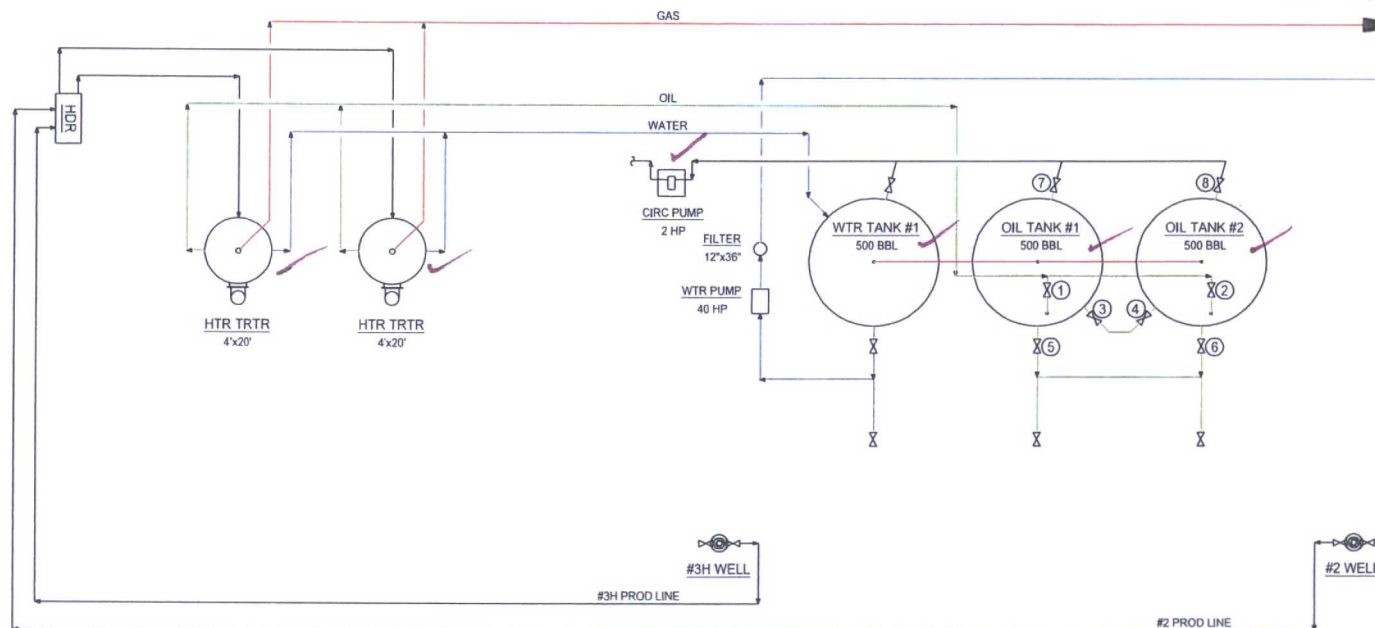 GAS
OIL
HDR
WATER
CIRC PUMP
2 HP
7
8
WTR TANK #1
500 BBL
OIL TANK #1
500 BBL
OIL TANK #2
500 BBL
FILTER
12"x36"
WTR PUMP
40 HP
1
2
3
4
5
6
HTR TRTR
4'x20'
HTR TRTR
4'x20'
#3H WELL
#2 WELL
#3H PROD LINE
#2 PROD LINE